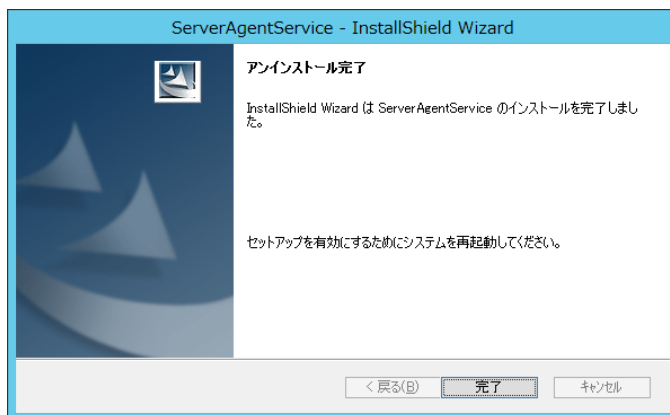 ServerAgentService - InstallShield Wizard
アンインストール完了
InstallShield Wizard は ServerAgentService のインストールを完了しまし
た。
セットアップを有効にするためにシステムを再起動してください。
< 戻る(B)
完了
キャンセル